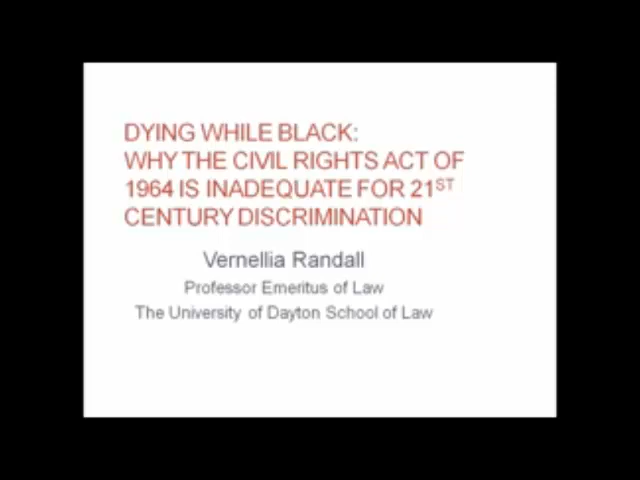 DYING WHILE BLACK:
WHY THE CIVIL RIGHTS ACT OF
1964 IS INADEQUATE FOR 21ST
CENTURY DISCRIMINATION
Vernellia Randall
Professor Emeritus of Law
The University of Dayton School of Law